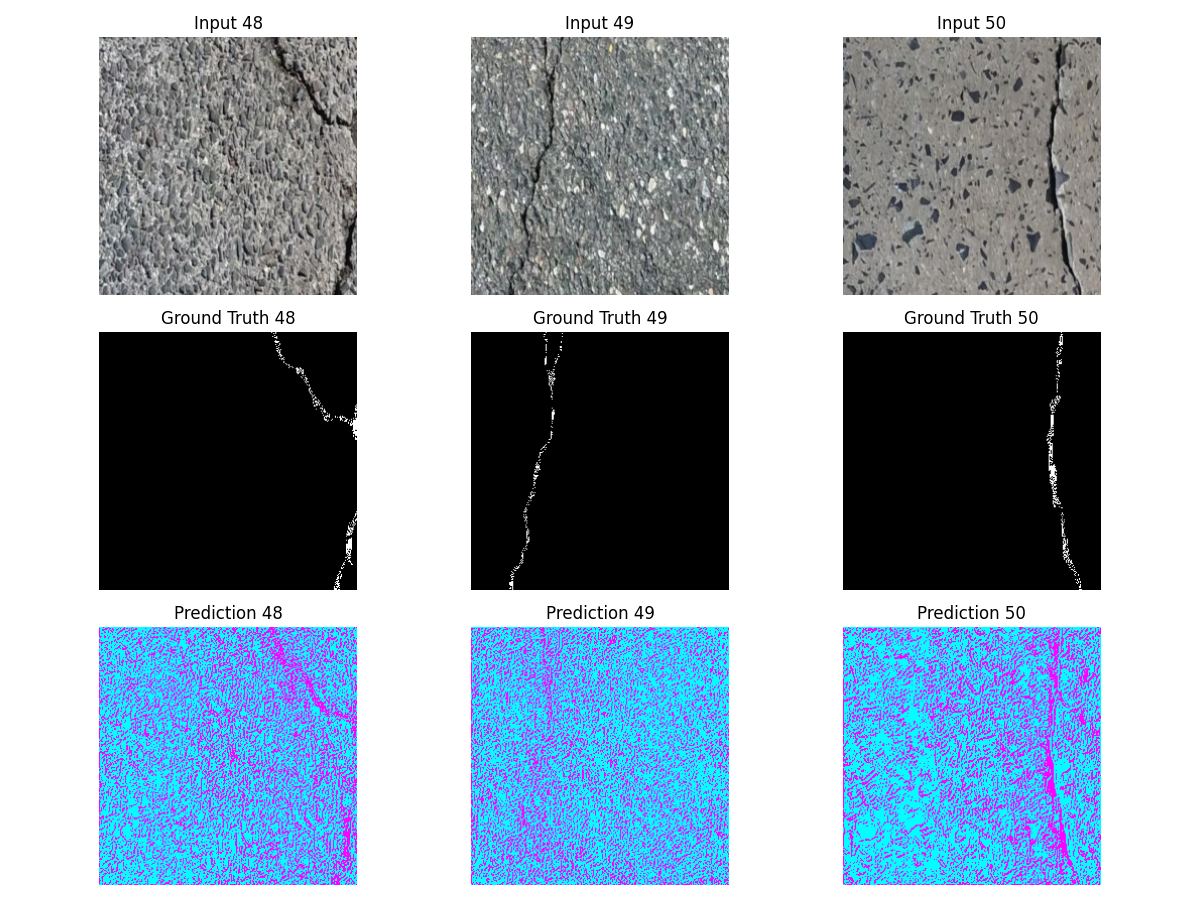 Input 48
Input 49
Input 50
Ground Truth 48
Ground Truth 49
Ground Truth 50
Prediction 48
Prediction 49
Prediction 50